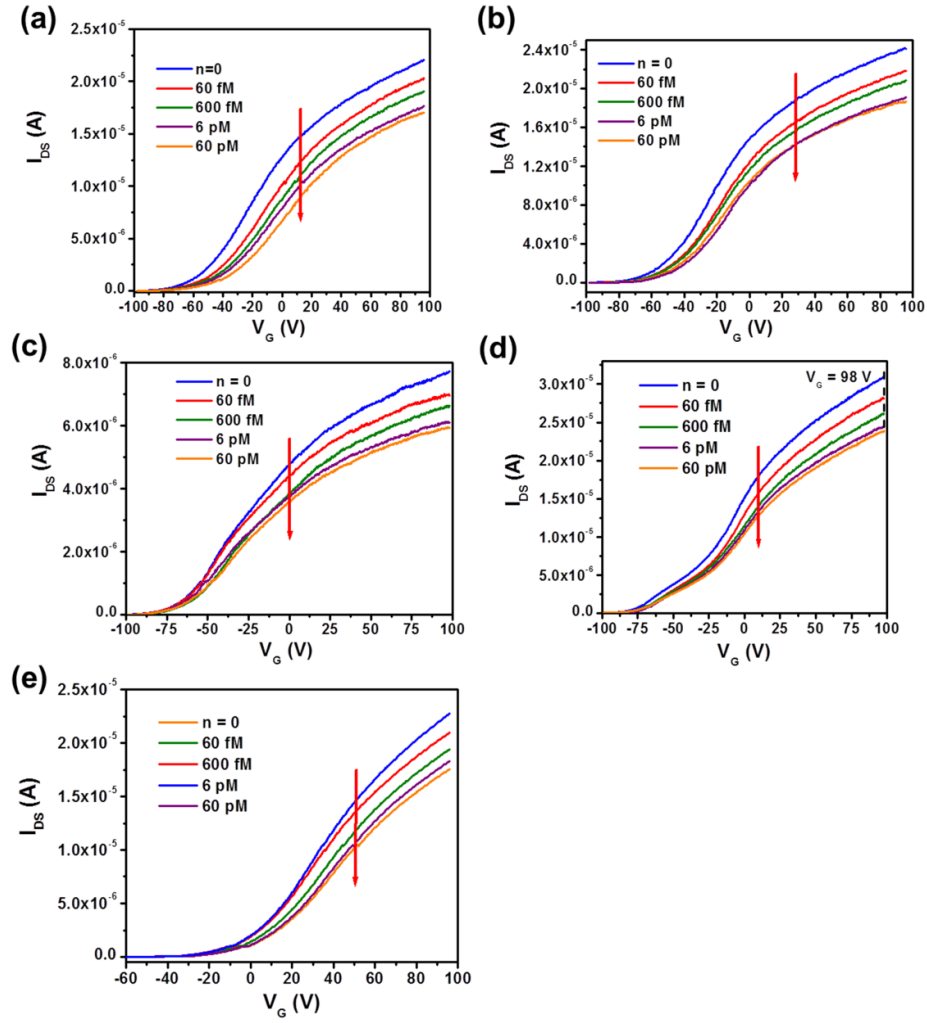 (a)
2.5x10⁻⁵
2.0x10⁻⁵
1.5x10⁻⁵
1.0x10⁻⁵
5.0x10⁻⁶
0.0
I_DS (A)
n=0
60 fM
600 fM
6 pM
60 pM
-100 -80 -60 -40 -20 0 20 40 60 80 100
V_G (V)
(b)
2.4x10⁻⁵
2.0x10⁻⁵
1.6x10⁻⁵
1.2x10⁻⁵
8.0x10⁻⁶
4.0x10⁻⁶
0.0
I_DS (A)
n = 0
60 fM
600 fM
6 pM
60 pM
-100 -80 -60 -40 -20 0 20 40 60 80 100
V_G (V)
(c)
8.0x10⁻⁶
6.0x10⁻⁶
4.0x10⁻⁶
2.0x10⁻⁶
0.0
I_DS (A)
n = 0
60 fM
600 fM
6 pM
60 pM
-100 -75 -50 -25 0 25 50 75 100
V_G (V)
(d)
3.0x10⁻⁵
2.5x10⁻⁵
2.0x10⁻⁵
1.5x10⁻⁵
1.0x10⁻⁵
5.0x10⁻⁶
0.0
I_DS (A)
V_G = 98 V
n = 0
60 fM
600 fM
6 pM
60 pM
-100 -75 -50 -25 0 25 50 75 100
V_G (V)
(e)
2.5x10⁻⁵
2.0x10⁻⁵
1.5x10⁻⁵
1.0x10⁻⁵
5.0x10⁻⁶
0.0
I_DS (A)
n = 0
60 fM
600 fM
6 pM
60 pM
-60 -40 -20 0 20 40 60 80 100
V_G (V)